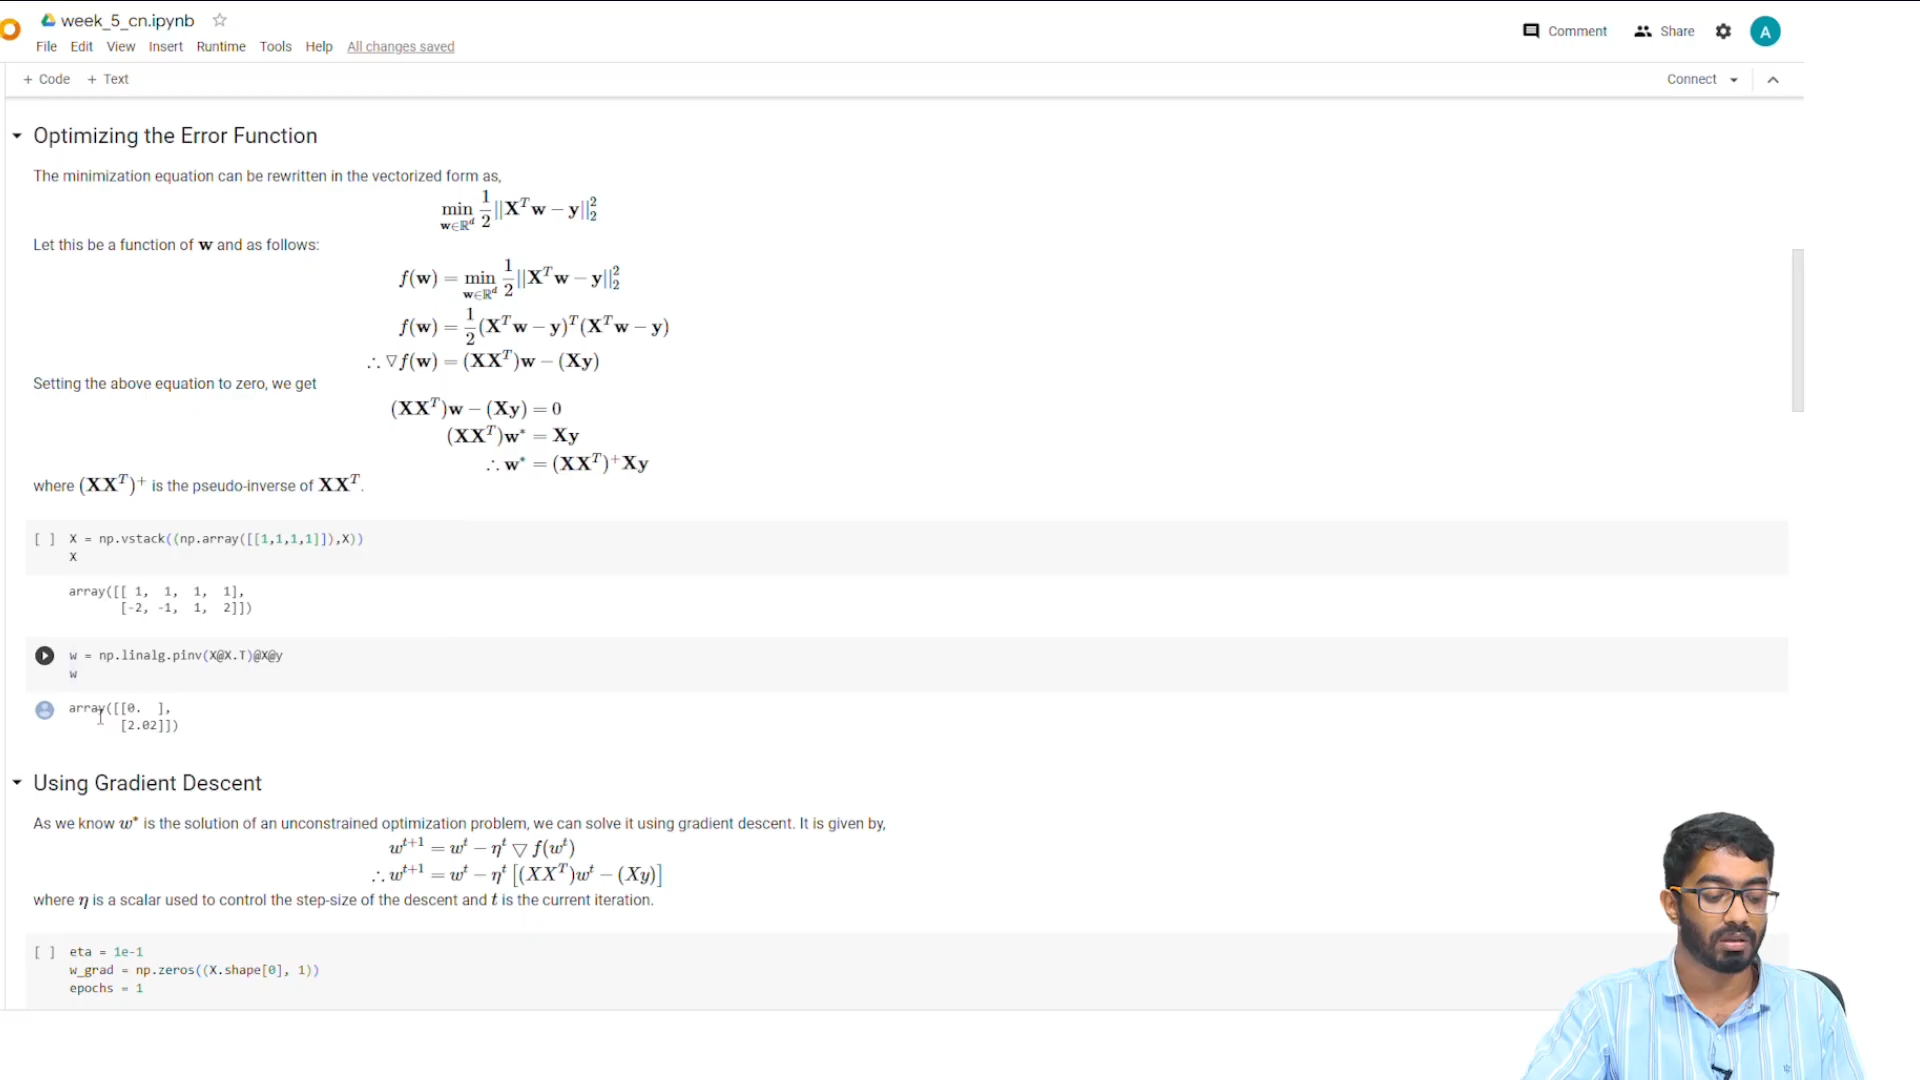 week_5_cn.ipynb
File Edit View Insert Runtime Tools Help All changes saved
Comment Share A
+ Code + Text
Connect
Optimizing the Error Function
The minimization equation can be rewritten in the vectorized form as,
min_{w∈ℝ^d} 1/2 ||X^T w − y||_2^2
Let this be a function of w and as follows:
f(w) = min_{w∈ℝ^d} 1/2 ||X^T w − y||_2^2
f(w) = 1/2 (X^T w − y)^T (X^T w − y)
∴ ▽f(w) = (XX^T)w − (Xy)
Setting the above equation to zero, we get
(XX^T)w − (Xy) = 0
(XX^T)w* = Xy
∴ w* = (XX^T)^+ Xy
where (XX^T)^+ is the pseudo-inverse of XX^T.
[ ] X = np.vstack((np.array([[1,1,1,1]]),X))
X
array([[ 1, 1, 1, 1],
[-2, -1, 1, 2]])
w = np.linalg.pinv(X@X.T)@X@y
w
array([[0. ],
[2.02]])
Using Gradient Descent
As we know w* is the solution of an unconstrained optimization problem, we can solve it using gradient descent. It is given by,
w^{t+1} = w^t − η^t ▽ f(w^t)
∴ w^{t+1} = w^t − η^t [(XX^T)w^t − (Xy)]
where η is a scalar used to control the step-size of the descent and t is the current iteration.
[ ] eta = 1e-1
w_grad = np.zeros((X.shape[0], 1))
epochs = 1